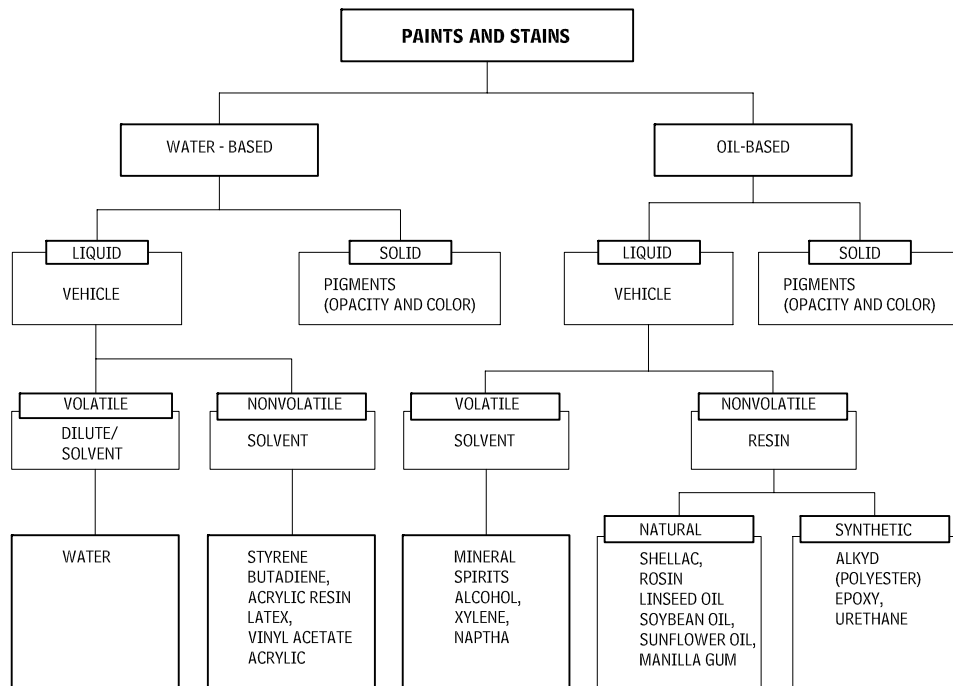 PAINTS AND STAINS
WATER - BASED
OIL-BASED
LIQUID
VEHICLE
SOLID
PIGMENTS
(OPACITY AND COLOR)
LIQUID
VEHICLE
SOLID
PIGMENTS
(OPACITY AND COLOR)
VOLATILE
DILUTE/
SOLVENT
NONVOLATILE
SOLVENT
VOLATILE
SOLVENT
NONVOLATILE
RESIN
WATER
STYRENE
BUTADIENE,
ACRYLIC RESIN
LATEX,
VINYL ACETATE
ACRYLIC
MINERAL
SPIRITS
ALCOHOL,
XYLENE,
NAPTHA
NATURAL
SHELLAC,
ROSIN
LINSEED OIL
SOYBEAN OIL,
SUNFLOWER OIL,
MANILLA GUM
SYNTHETIC
ALKYD
(POLYESTER)
EPOXY,
URETHANE